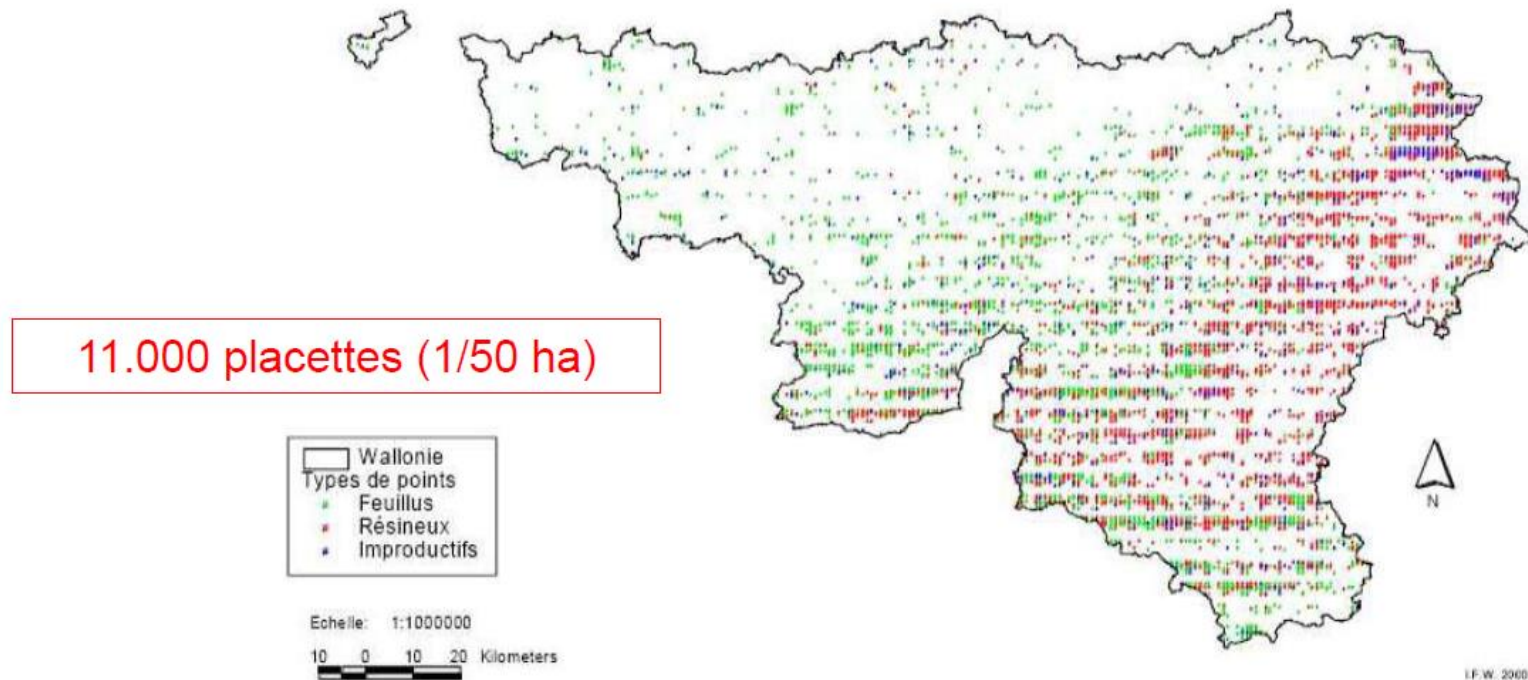 11.000 placettes (1/50 ha)
Wallonie
Types de points
Feuillus
Résineux
Improductifs
Echelle: 1:1000000
10 0 10 20 Kilometers
N
I.F.W. 2000